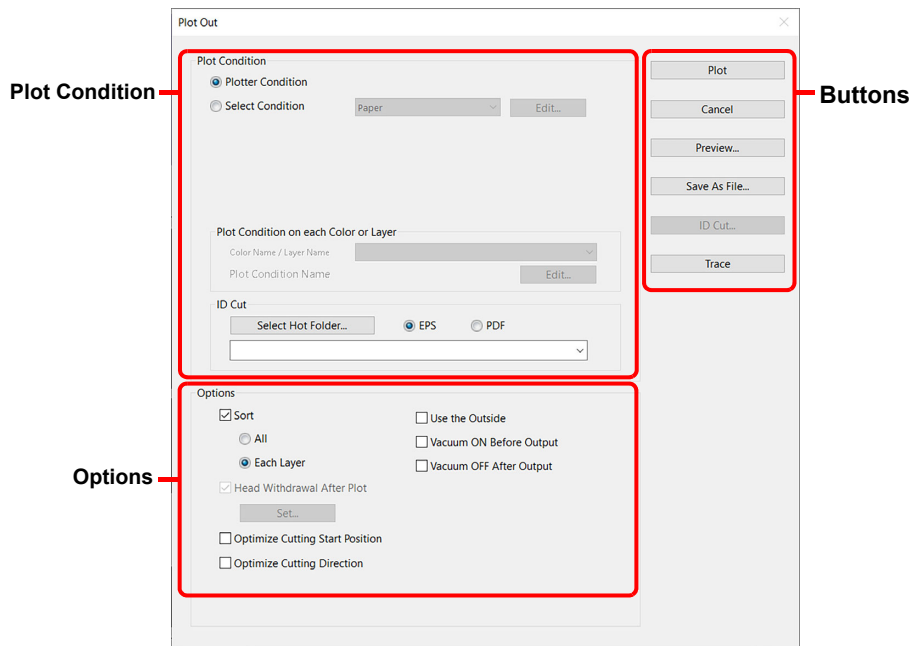 Plot Out
Plot Condition
Plot Condition
Plotter Condition
Select Condition
Paper
Edit...
Plot Condition on each Color or Layer
Color Name / Layer Name
Plot Condition Name
Edit...
ID Cut
Select Hot Folder...
EPS
PDF
Buttons
Plot
Cancel
Preview...
Save As File...
ID Cut...
Trace
Options
Options
Sort
All
Each Layer
Head Withdrawal After Plot
Set...
Optimize Cutting Start Position
Optimize Cutting Direction
Use the Outside
Vacuum ON Before Output
Vacuum OFF After Output